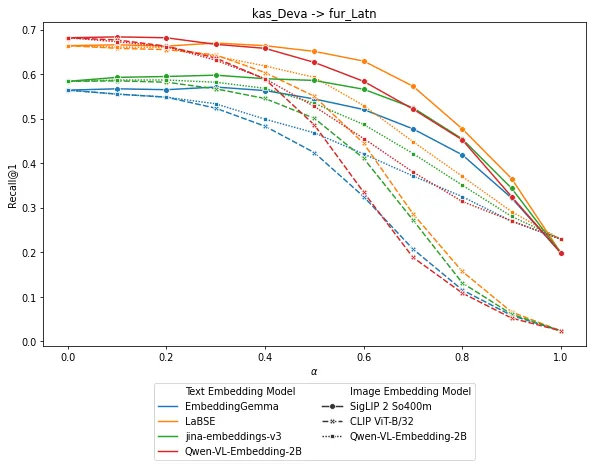 kas_Deva -> fur_Latn
Recall@1
0.7
0.6
0.5
0.4
0.3
0.2
0.1
0.0
0.0 0.2 0.4 0.6 0.8 1.0
α
Text Embedding Model
EmbeddingGemma
LaBSE
jina-embeddings-v3
Qwen-VL-Embedding-2B
Image Embedding Model
SigLIP 2 So400m
CLIP ViT-B/32
Qwen-VL-Embedding-2B